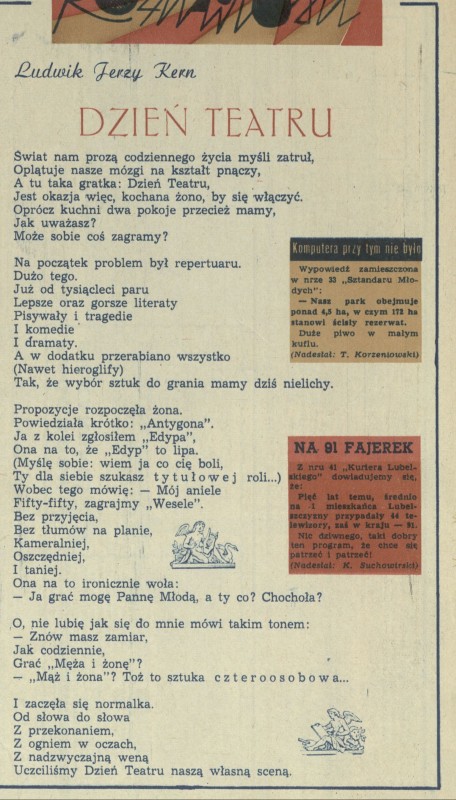 Ludwik Jerzy Kern
DZIEŃ TEATRU
Świat nam prozą codziennego życia myśli zatruł,
Oplątuje nasze mózgi na kształt pnączy,
A tu taka gratka: Dzień Teatru,
Jest okazja więc, kochana żono, by się włączyć.
Oprócz kuchni dwa pokoje przecież mamy,
Jak uważasz?
Może sobie coś zagramy?
Na początek problem był repertuaru.
Dużo tego.
Już od tysiącleci paru
Lepsze oraz gorsze literaty
Pisywały i tragedie
I komedie
I dramaty.
A w dodatku przerabiano wszystko
(Nawet hieroglify)
Tak, że wybór sztuk do grania mamy dziś nielichy.
Propozycje rozpoczęła żona.
Powiedziała krótko: „Antygona".
Ja z kolei zgłosiłem „Edypa",
Ona na to, że „Edyp" to lipa.
(Myślę sobie: wiem ja co cię boli,
Ty dla siebie szukasz tytułowej roli...)
Wobec tego mówię: — Mój aniele
Fifty-fifty, zagrajmy „Wesele".
Bez przyjęcia,
Bez tłumów na planie,
Kameralniej,
Oszczędniej,
I taniej.
Ona na to ironicznie woła:
— Ja grać mogę Pannę Młodą, a ty co? Chochoła?
O, nie lubię jak się do mnie mówi takim tonem:
— Znów masz zamiar,
Jak codziennie,
Grać „Męża i żonę"?
— „Mąż i żona"? Toż to sztuka czteroosobowa...
I zaczęła się normalka.
Od słowa do słowa
Z przekonaniem,
Z ogniem w oczach,
Z nadzwyczajną weną
Uczciliśmy Dzień Teatru naszą własną sceną.
Komputera przy tym nie było
Wypowiedź zamieszczona
w nrze 33 „Sztandaru Mło-
dych":
— Nasz park obejmuje
ponad 4,5 ha, w czym 172 ha
stanowi ścisły rezerwat.
Duże piwo w małym
kuflu.
(Nadesłał: T. Korzeniowski)
NA 91 FAJEREK
Z nru 41 „Kuriera Lubel-
skiego" dowiadujemy się,
że:
Pięć lat temu, średnio
na 1 mieszkańca Lubel-
szczyzny przypadały 64 te-
lewizory, zaś w kraju — 91.
Nic dziwnego, taki dobry
ten program, że chce się
patrzeć i patrzeć!
(Nadesłał: K. Suchowirski)